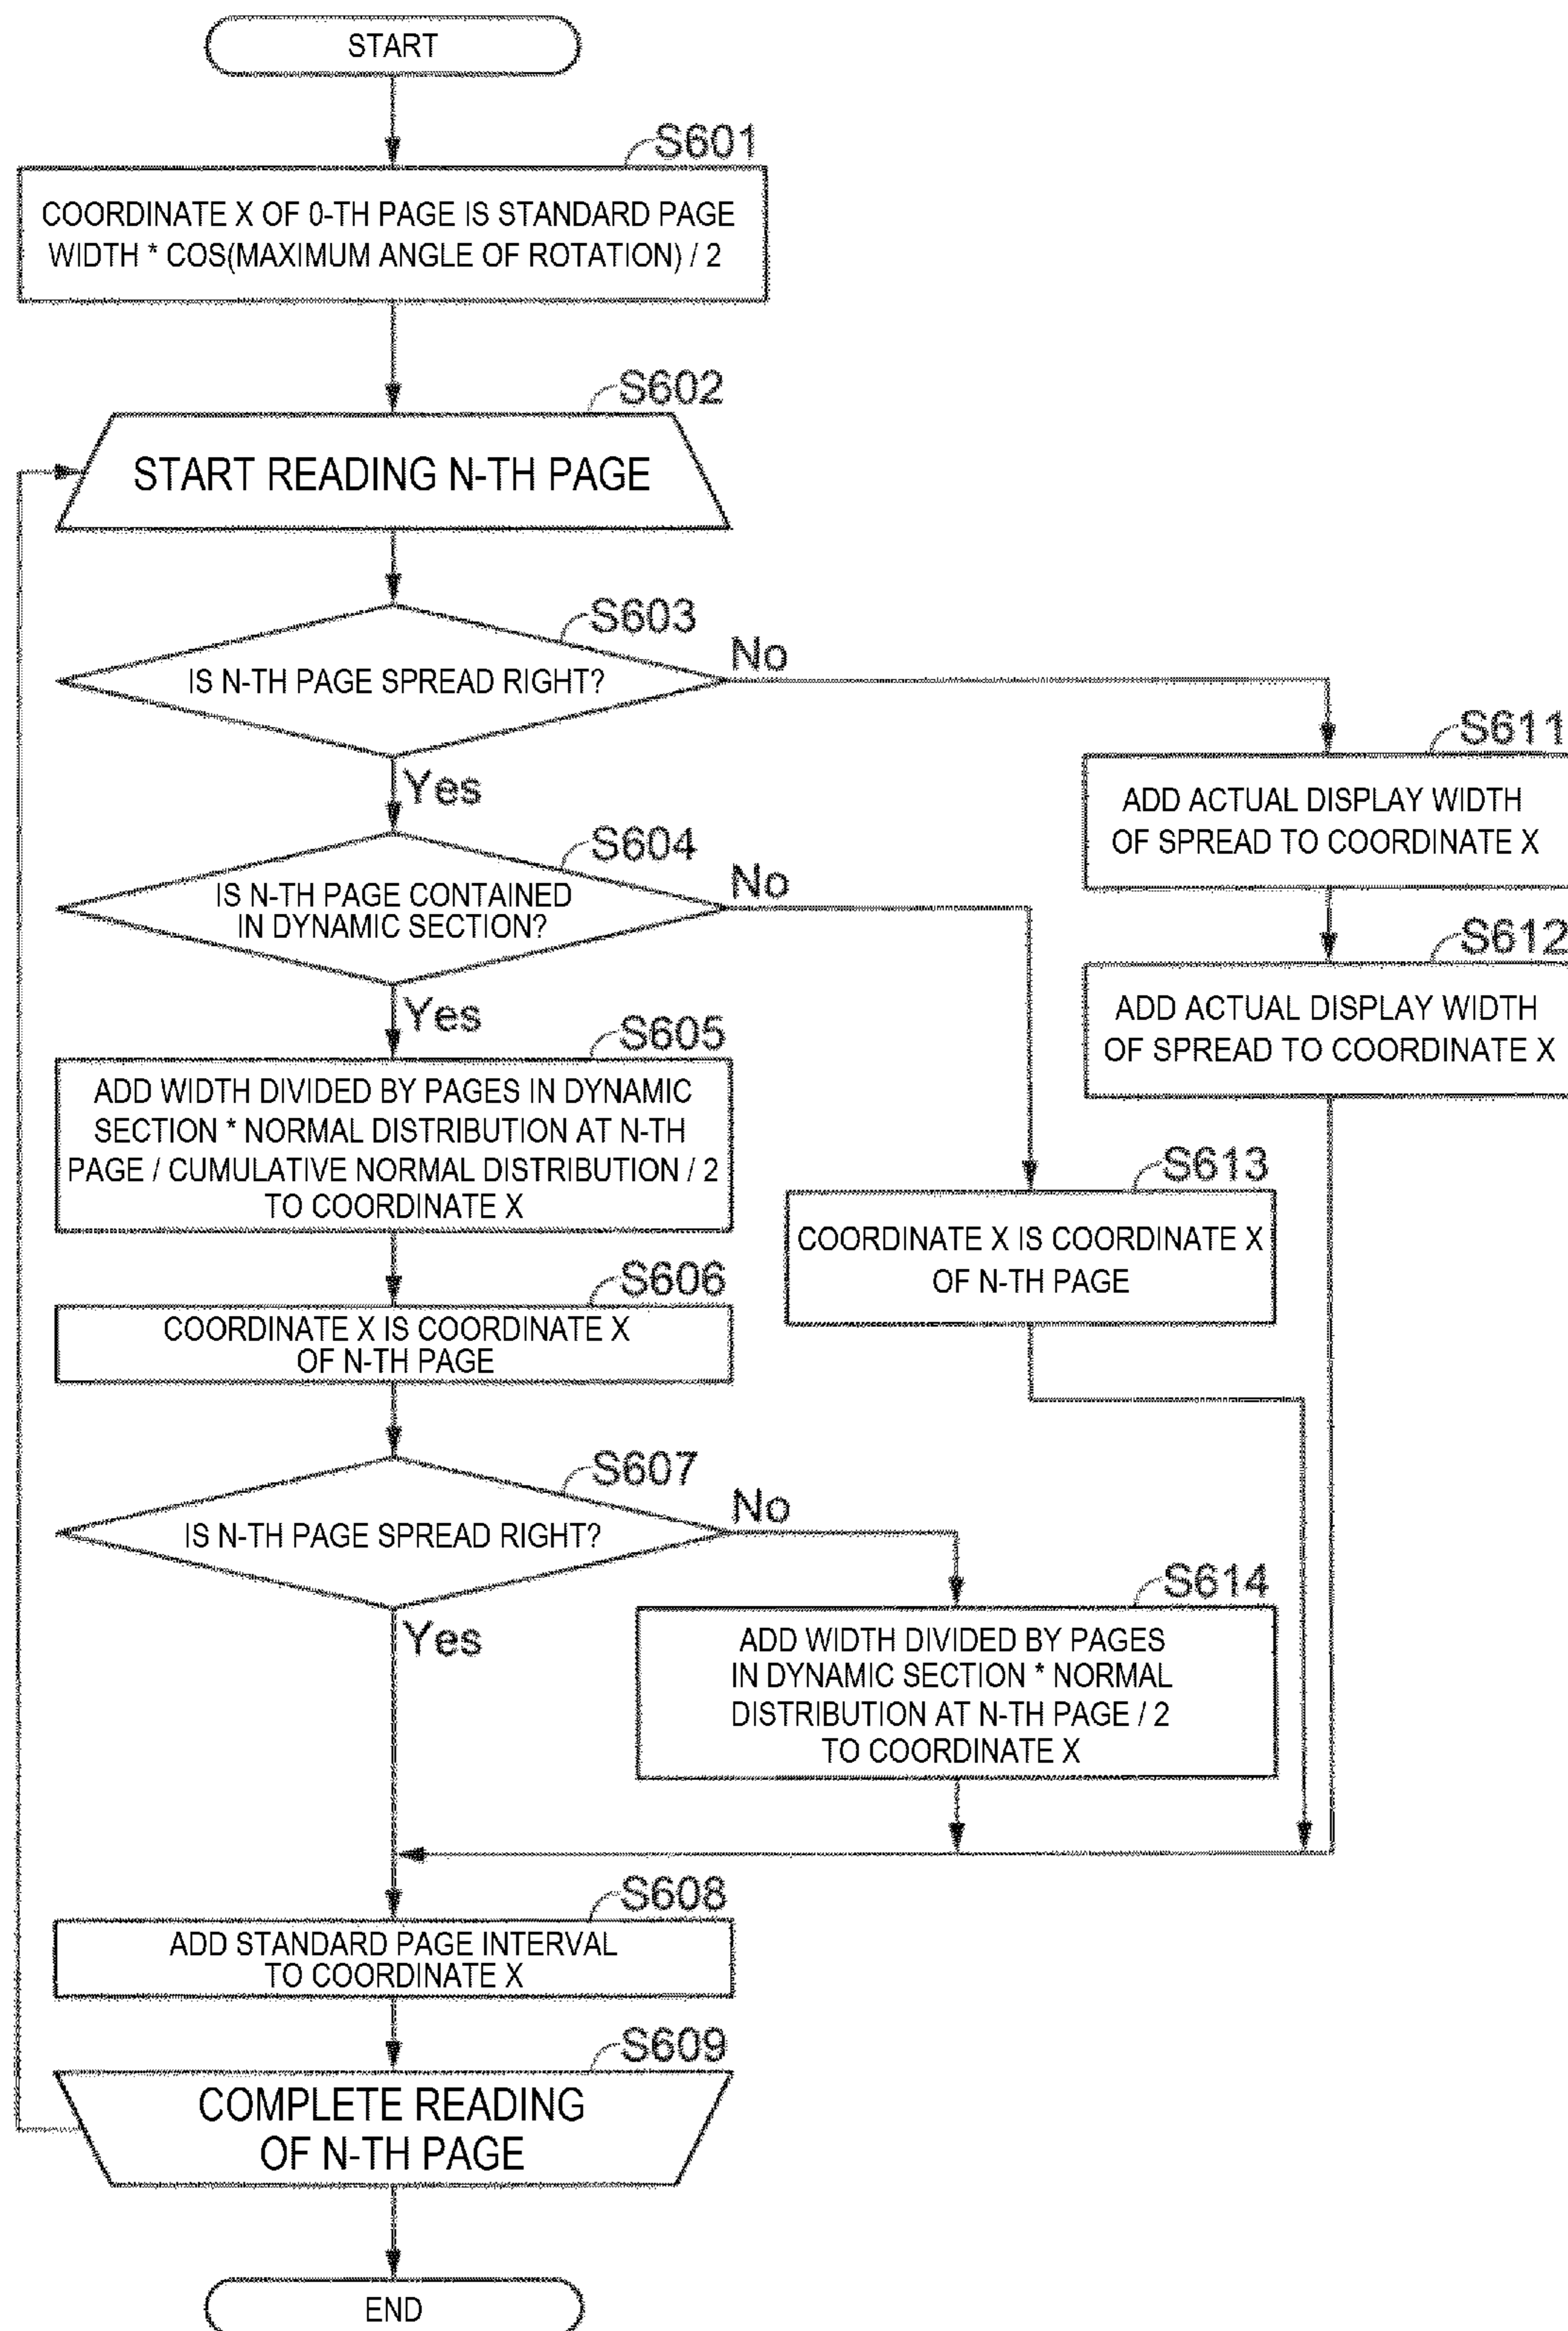 START
S601
COORDINATE X OF 0-TH PAGE IS STANDARD PAGE
WIDTH * COS(MAXIMUM ANGLE OF ROTATION) / 2
S602
START READING N-TH PAGE
S603
IS N-TH PAGE SPREAD RIGHT?
No
Yes
S611
ADD ACTUAL DISPLAY WIDTH
OF SPREAD TO COORDINATE X
S604
IS N-TH PAGE CONTAINED
IN DYNAMIC SECTION?
No
Yes
S612
ADD ACTUAL DISPLAY WIDTH
OF SPREAD TO COORDINATE X
S605
ADD WIDTH DIVIDED BY PAGES IN DYNAMIC
SECTION * NORMAL DISTRIBUTION AT N-TH
PAGE / CUMULATIVE NORMAL DISTRIBUTION / 2
TO COORDINATE X
S613
COORDINATE X IS COORDINATE X
OF N-TH PAGE
S606
COORDINATE X IS COORDINATE X
OF N-TH PAGE
S607
IS N-TH PAGE SPREAD RIGHT?
No
Yes
S614
ADD WIDTH DIVIDED BY PAGES
IN DYNAMIC SECTION * NORMAL
DISTRIBUTION AT N-TH PAGE / 2
TO COORDINATE X
S608
ADD STANDARD PAGE INTERVAL
TO COORDINATE X
S609
COMPLETE READING
OF N-TH PAGE
END